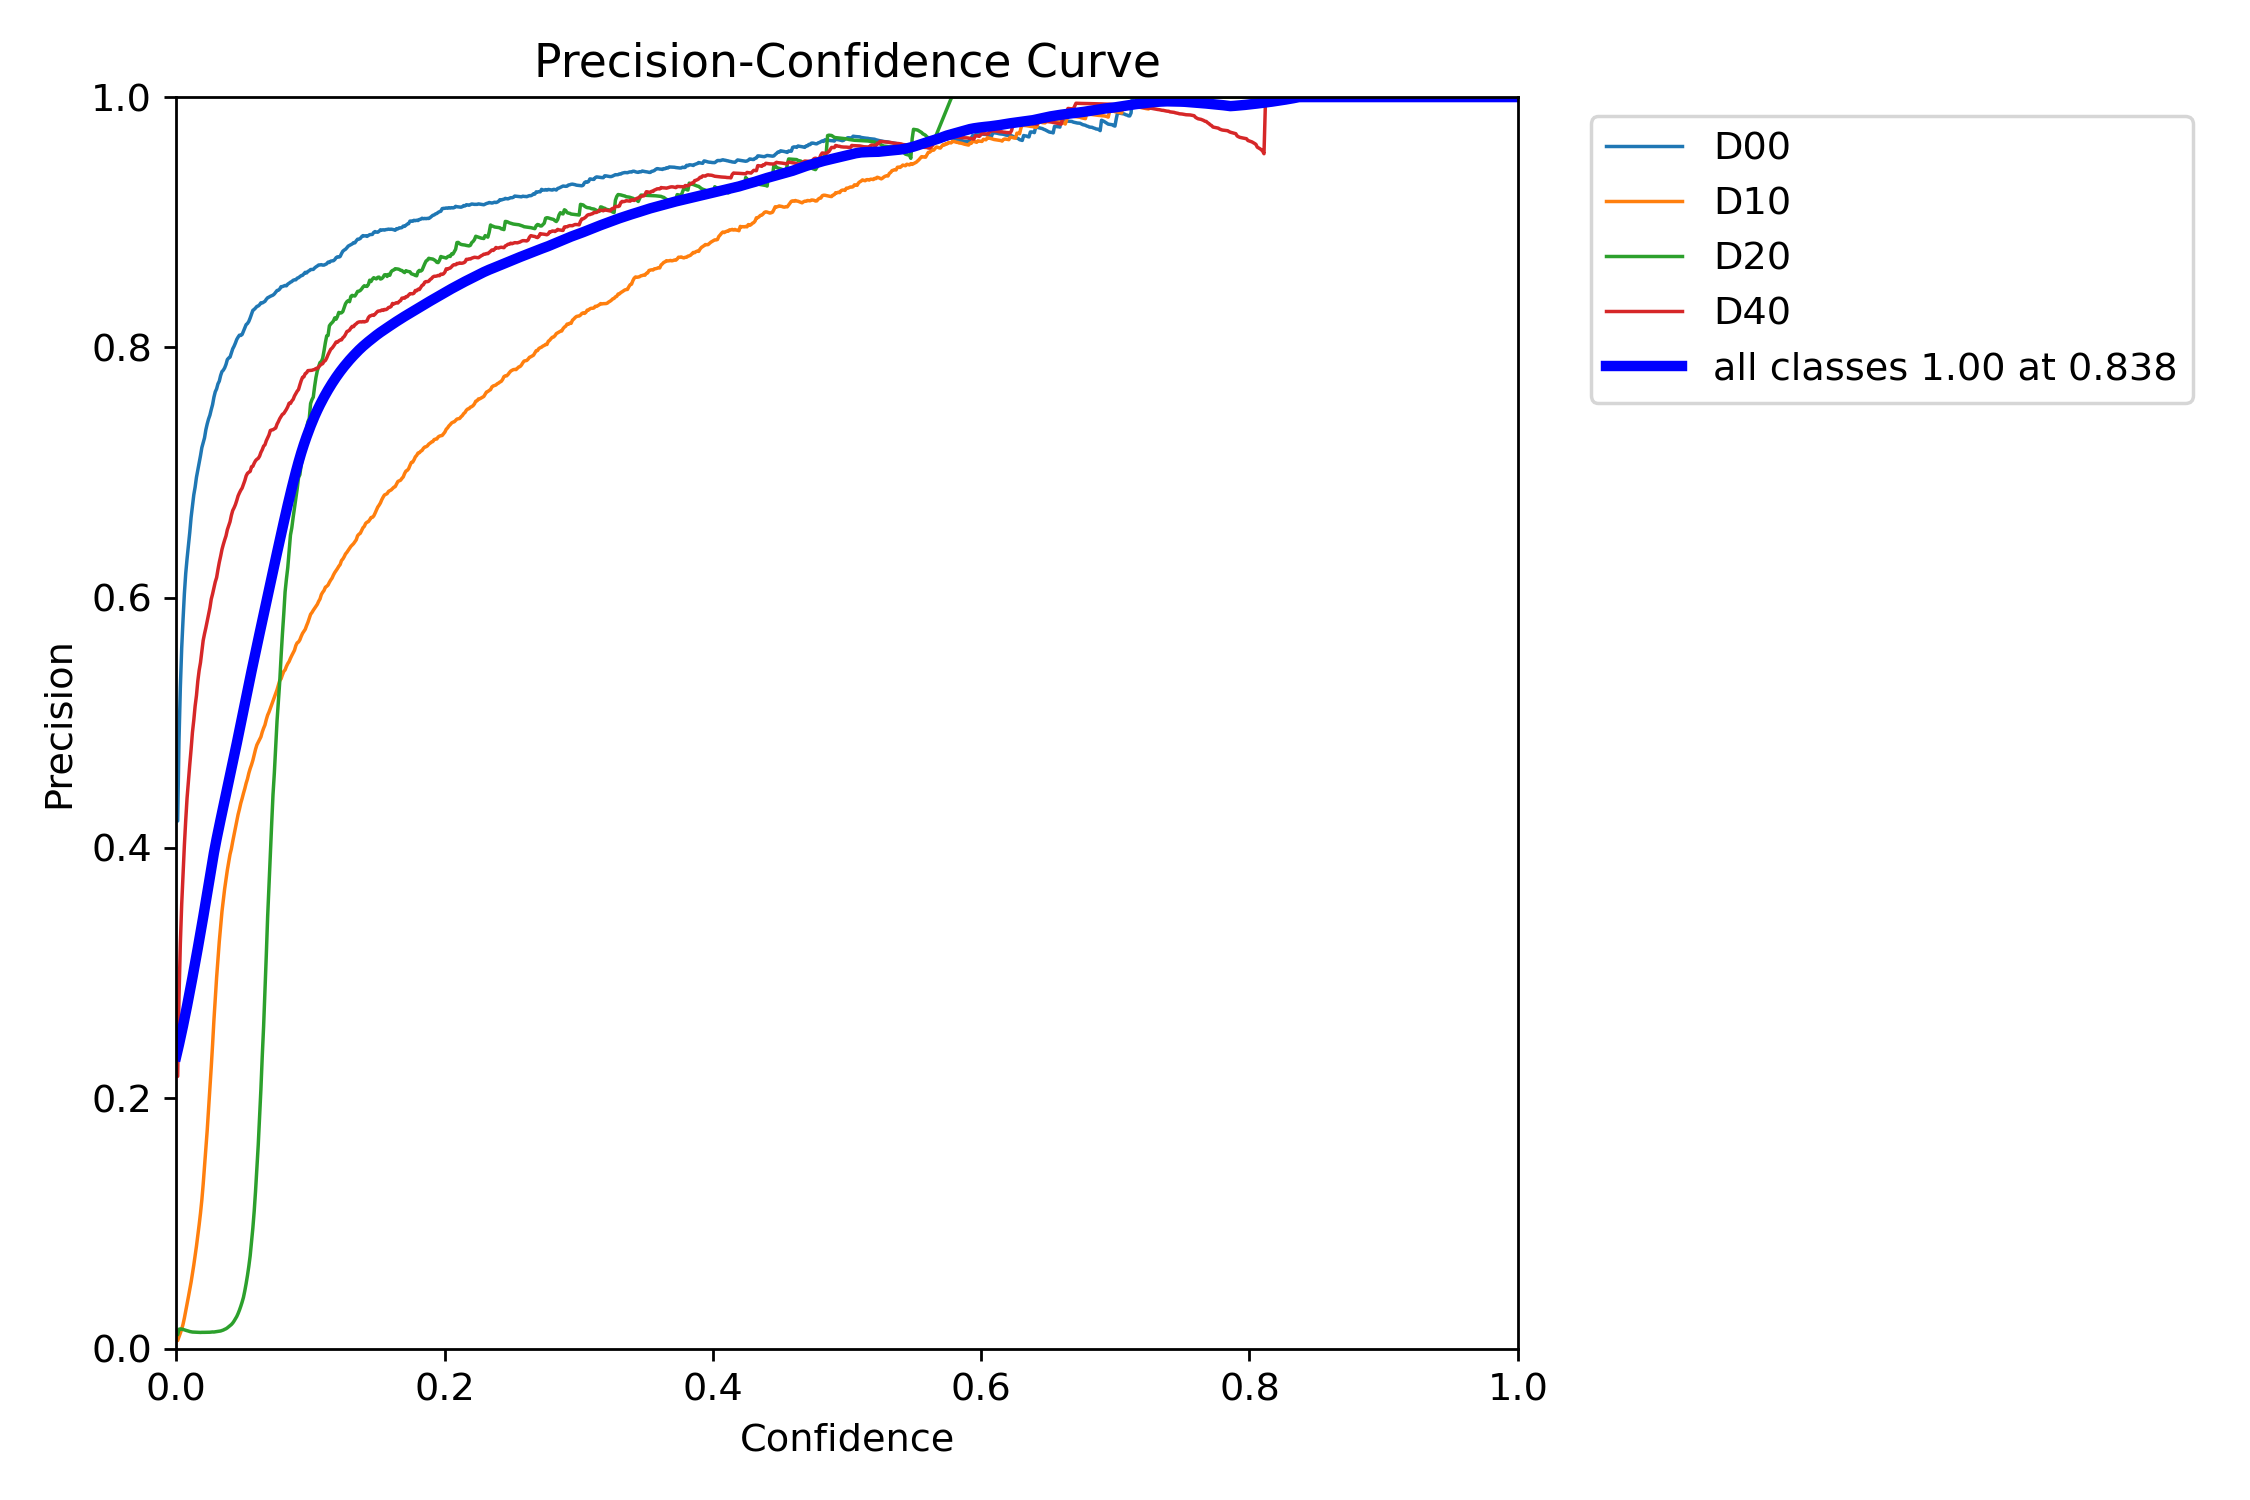 Precision-Confidence Curve
1.0
0.8
0.6
0.4
0.2
0.0
Precision
0.0 0.2 0.4 0.6 0.8 1.0
Confidence
D00
D10
D20
D40
all classes 1.00 at 0.838